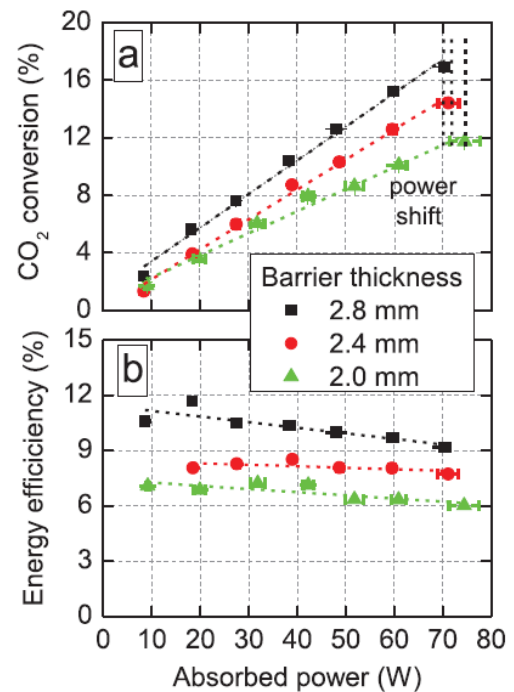 20
16
12
8
4
0
CO2 conversion (%)
a
power
shift
Barrier thickness
2.8 mm
2.4 mm
2.0 mm
15
12
9
6
3
0
Energy efificiency (%)
b
0 10 20 30 40 50 60 70 80
Absorbed power (W)